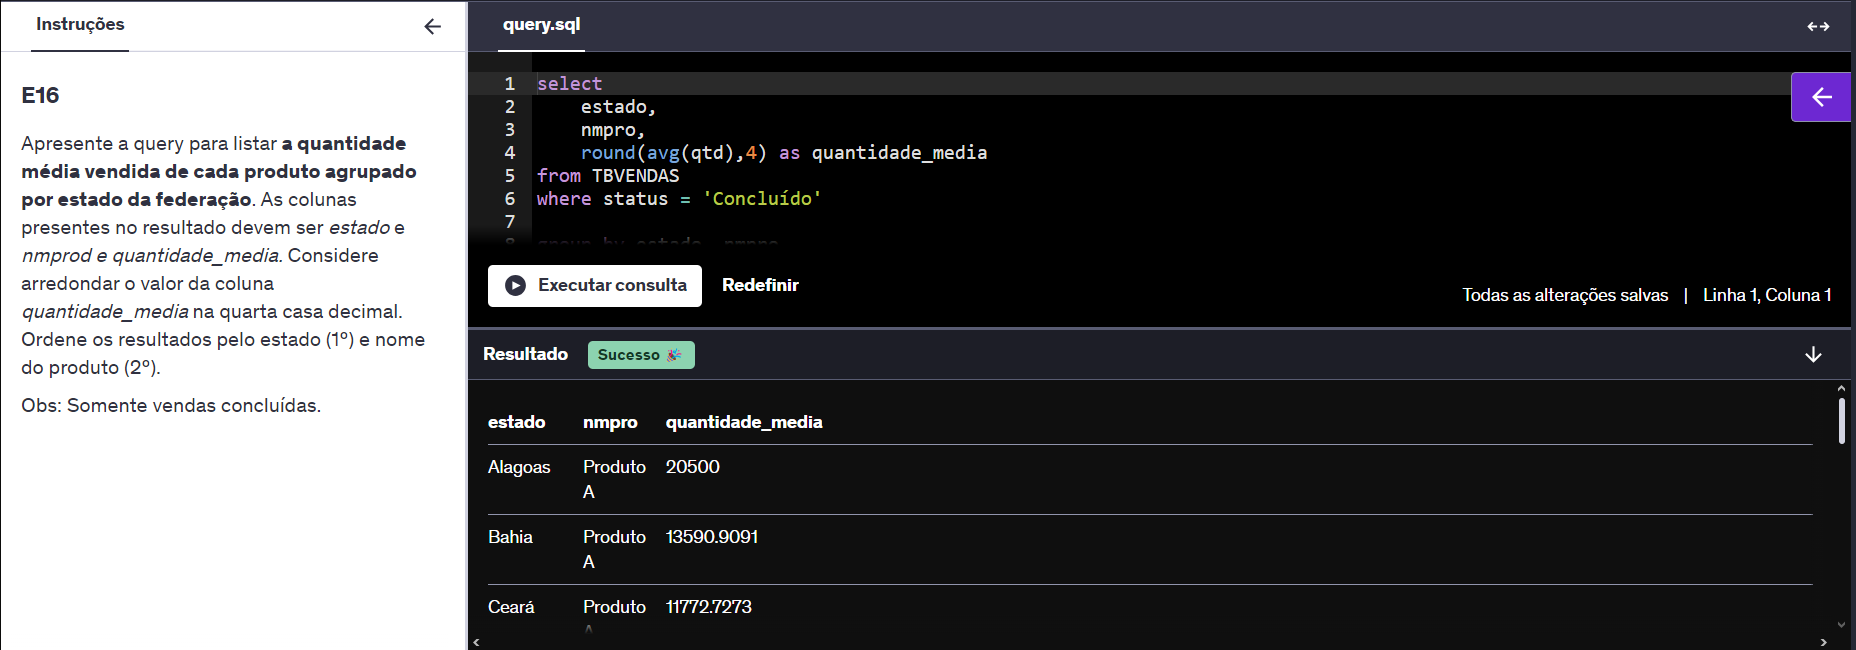 Instruções
E16
Apresente a query para listar a quantidade
média vendida de cada produto agrupado
por estado da federação. As colunas
presentes no resultado devem ser estado e
nmprod e quantidade_media. Considere
arredondar o valor da coluna
quantidade_media na quarta casa decimal.
Ordene os resultados pelo estado (1º) e nome
do produto (2º).
Obs: Somente vendas concluídas.
query.sql
1 select
2 estado,
3 nmpro,
4 round(avg(qtd),4) as quantidade_media
5 from TBVENDAS
6 where status = 'Concluído'
7
8 group by estado, nmpro
Executar consulta Redefinir
Todas as alterações salvas | Linha 1, Coluna 1
Resultado Sucesso 🎉
estado nmpro quantidade_media
Alagoas Produto A 20500
Bahia Produto A 13590.9091
Ceará Produto A 11772.7273